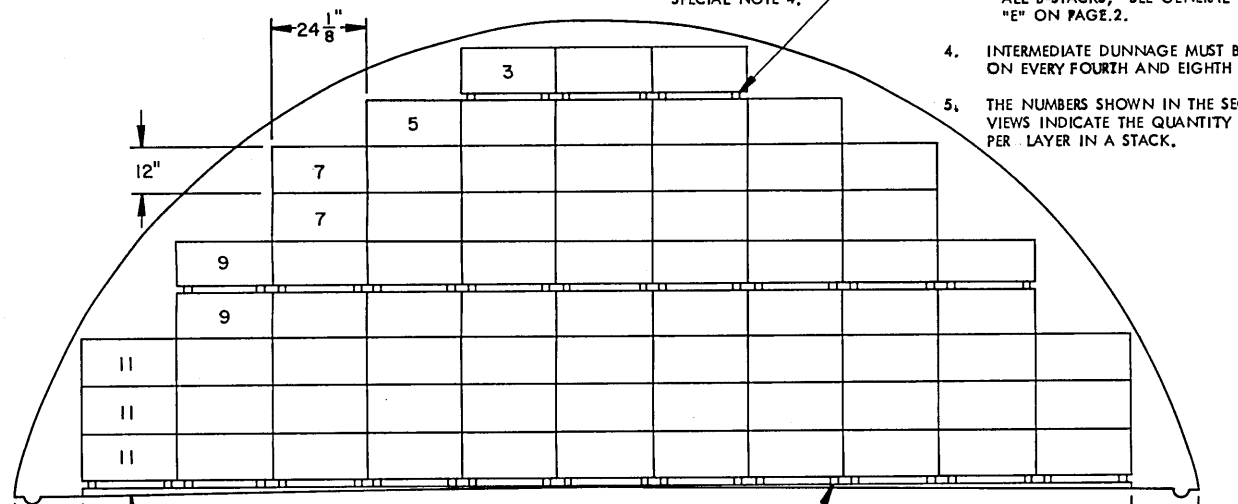 SPECIAL NOTE 4.
ALL B-STACKS, SEE GENERAL
"E" ON PAGE 2.
4. INTERMEDIATE DUNNAGE MUST B
ON EVERY FOURTH AND EIGHTH
5. THE NUMBERS SHOWN IN THE SEC
VIEWS INDICATE THE QUANTITY
PER LAYER IN A STACK.
24 1/8"
3
5
12"
7
7
9
9
11
11
11